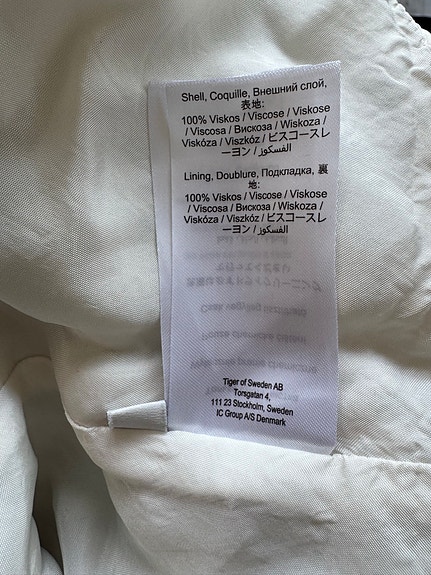 Shell, Coquille, Внешний слой,
表地:
100% Viskos / Viscose / Viskose
/ Viscosa / Вискоза / Wiskoza /
Viskóza / Viszkóz / ビスコースレ
ーヨン / الفسكوز
Lining, Doublure, Подкладка, 裏
地:
100% Viskos / Viscose / Viskose
/ Viscosa / Вискоза / Wiskoza /
Viskóza / Viszkóz / ビスコースレ
ーヨン / الفسكوز
Tiger of Sweden AB
Torsgatan 4,
111 23 Stockholm, Sweden
IC Group A/S Denmark